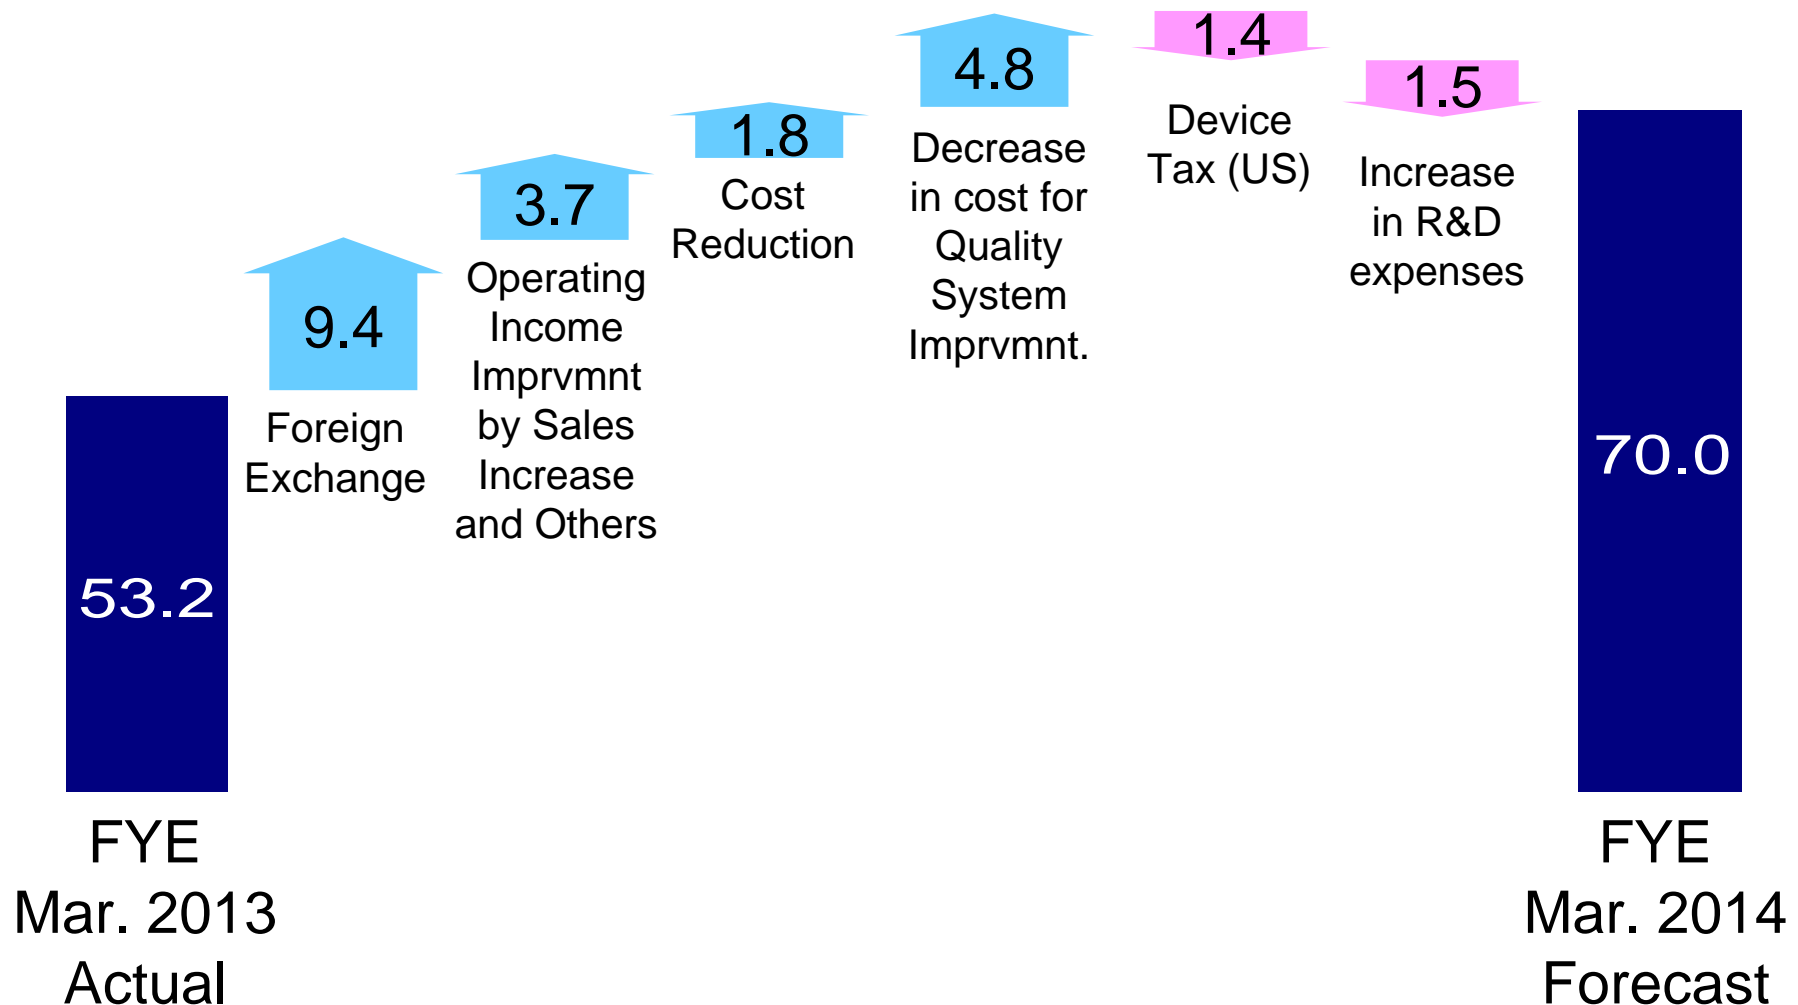 53.2
FYE
Mar. 2013
Actual
9.4
Foreign
Exchange
3.7
Operating
Income
Imprvmnt
by Sales
Increase
and Others
1.8
Cost
Reduction
4.8
Decrease
in cost for
Quality
System
Imprvmnt.
1.4
Device
Tax (US)
1.5
Increase
in R&D
expenses
70.0
FYE
Mar. 2014
Forecast